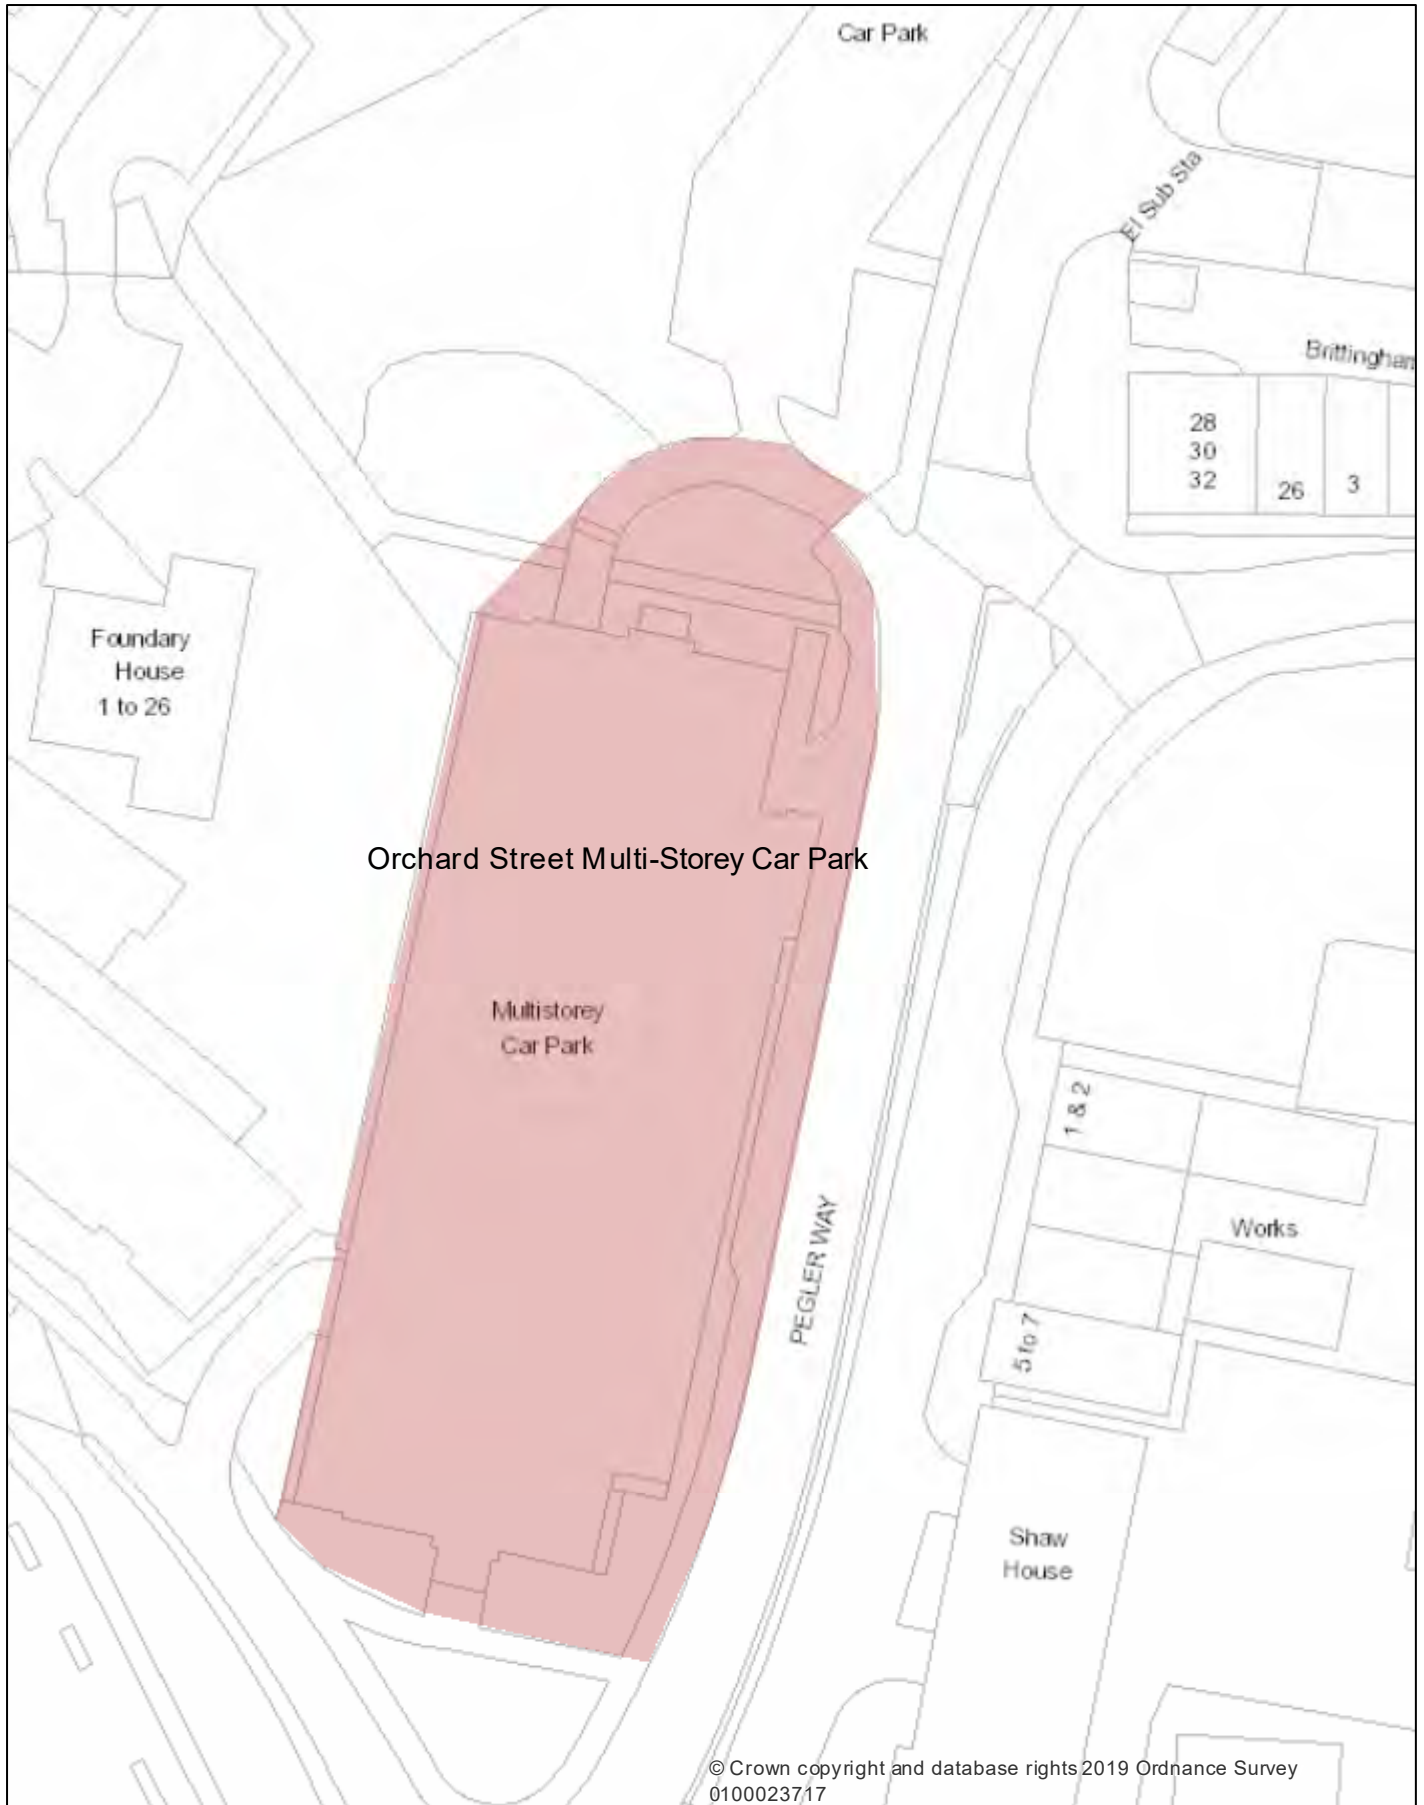 Car Park
El Sub Sta
Brittingham
28
30
32
26
3
Foundary
House
1 to 26
Orchard Street Multi-Storey Car Park
Multistorey
Car Park
1 & 2
PEGLER WAY
Works
5 to 7
Shaw
House
© Crown copyright and database rights 2019 Ordnance Survey
0100023717